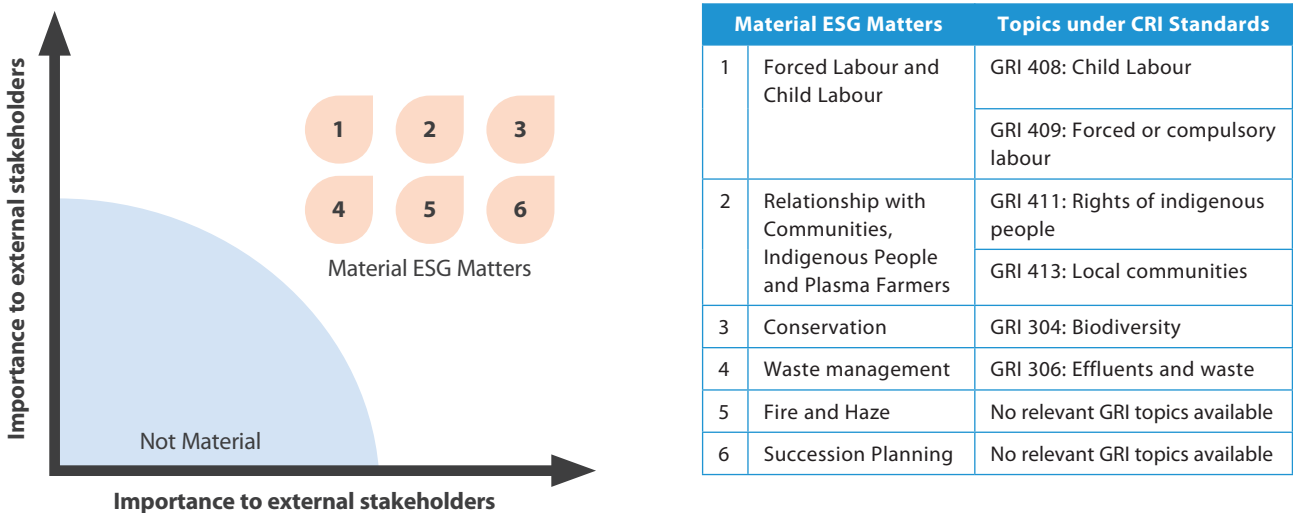 Importance to external stakeholders
1
2
3
4
5
6
Material ESG Matters
Not Material
Importance to external stakeholders
Material ESG Matters
Topics under CRI Standards
1
Forced Labour and
Child Labour
GRI 408: Child Labour
GRI 409: Forced or compulsory
labour
2
Relationship with
Communities,
Indigenous People
and Plasma Farmers
GRI 411: Rights of indigenous
people
GRI 413: Local communities
3
Conservation
GRI 304: Biodiversity
4
Waste management
GRI 306: Effluents and waste
5
Fire and Haze
No relevant GRI topics available
6
Succession Planning
No relevant GRI topics available